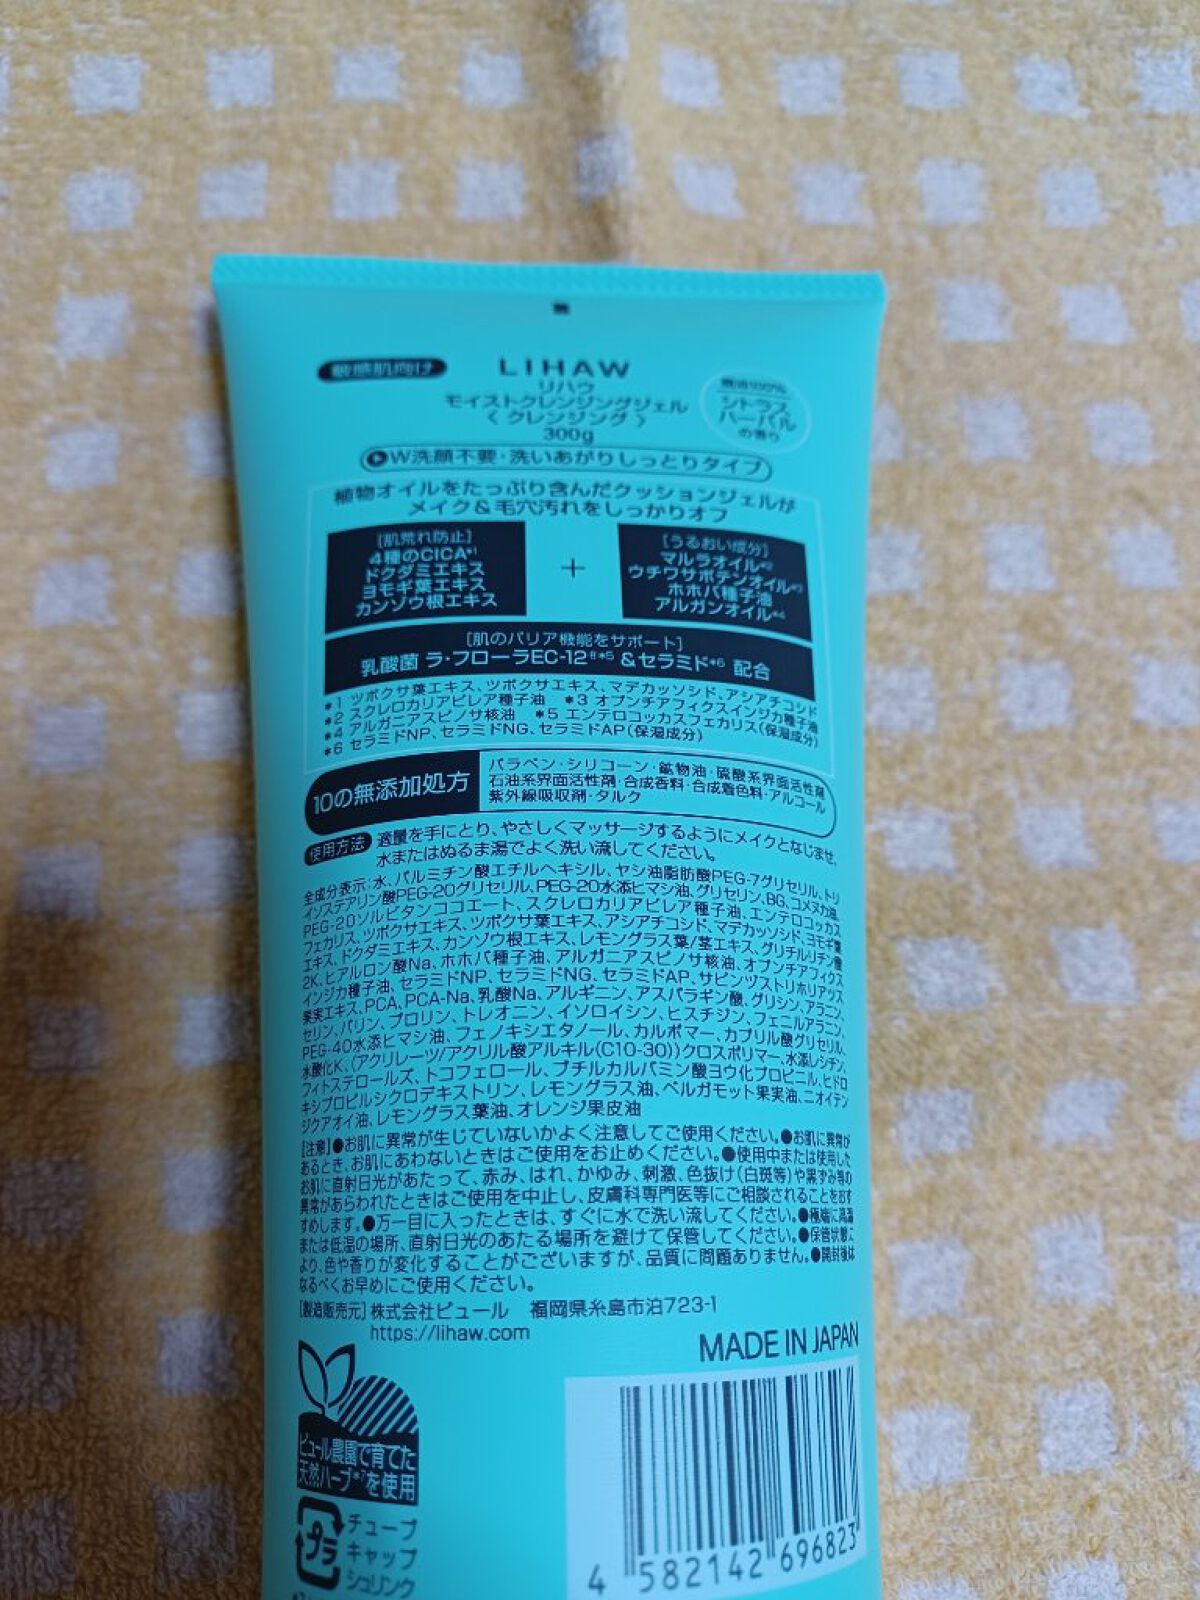 敏感肌向け
LIHAW
リハウ
モイストクレンジングジェル
〈クレンジング〉
300g
精油100%
シトラス
ハーバル
の香り
W洗顔不要・洗いあがりしっとりタイプ
植物オイルをたっぷり含んだクッションジェルが
メイク&毛穴汚れをしっかりオフ
[肌荒れ防止]
4種のCICA*1
ドクダミエキス
ヨモギ葉エキス
カンゾウ根エキス
+
[うるおい成分]
マルラオイル*2
ウチワサボテンオイル*3
ホホバ種子油
アルガンオイル*4
[肌のバリア機能をサポート]
乳酸菌 ラ・フローラEC-12®*5 &セラミド*6 配合
*1 ツボクサ葉エキス、ツボクサエキス、マデカッソシド、アシアチコシド
*2 スクレロカリアビレア種子油 *3 オプンチアフィクスインジカ種子油
*4 アルガニアスピノサ核油 *5 エンテロコッカスフェカリス(保湿成分)
*6 セラミドNP、セラミドNG、セラミドAP(保湿成分)
10の無添加処方
パラベン・シリコーン・鉱物油・硫酸系界面活性剤
石油系界面活性剤・合成香料・合成着色料・アルコール
紫外線吸収剤・タルク
使用方法 適量を手にとり、やさしくマッサージするようにメイクとなじませ、
水またはぬるま湯でよく洗い流してください。
全成分表示:水、パルミチン酸エチルヘキシル、ヤシ油脂肪酸PEG-7グリセリル、トリ
イソステアリン酸PEG-20グリセリル、PEG-20水添ヒマシ油、グリセリン、BG、コメヌカ油、
PEG-20ソルビタンココエート、スクレロカリアビレア種子油、エンテロコッカス
フェカリス、ツボクサエキス、ツボクサ葉エキス、アシアチコシド、マデカッソシド、ヨモギ葉
エキス、ドクダミエキス、カンゾウ根エキス、レモングラス葉/茎エキス、グリチルリチン酸
2K、ヒアルロン酸Na、ホホバ種子油、アルガニアスピノサ核油、オプンチアフィクス
インジカ種子油、セラミドNP、セラミドNG、セラミドAP、サピンヅストリホリアツス
果実エキス、PCA、PCA-Na、乳酸Na、アルギニン、アスパラギン酸、グリシン、アラニン、
セリン、バリン、プロリン、トレオニン、イソロイシン、ヒスチジン、フェニルアラニン、
PEG-40水添ヒマシ油、フェノキシエタノール、カルボマー、カプリル酸グリセリル、
水酸化K、(アクリレーツ/アクリル酸アルキル(C10-30))クロスポリマー、水添レシチン、
フィトステロールズ、トコフェロール、ブチルカルバミン酸ヨウ化プロピニル、ヒドロ
キシプロピルシクロデキストリン、レモングラス油、ベルガモット果実油、ニオイテン
ジクアオイ油、レモングラス葉油、オレンジ果皮油
[注意]●お肌に異常が生じていないかよく注意してご使用ください。●お肌に異常が
あるとき、お肌にあわないときはご使用をお止めください。●使用中または使用した
お肌に直射日光があたって、赤み、はれ、かゆみ、刺激、色抜け(白斑等)や黒ずみ等の
異常があらわれたときはご使用を中止し、皮膚科専門医等にご相談されることをおす
すめします。●万一目に入ったときは、すぐに水で洗い流してください。●極端に高温
または低温の場所、直射日光のあたる場所を避けて保管してください。●保管状態に
より、色や香りが変化することがございますが、品質に問題ありません。●開封後は
なるべくお早めにご使用ください。
[製造販売元] 株式会社ピュール 福岡県糸島市泊723-1
https://lihaw.com
MADE IN JAPAN
ピュール農園で育てた
天然ハーブ*7を使用
プラ
チューブ
キャップ
シュリンク
4 582142 696823